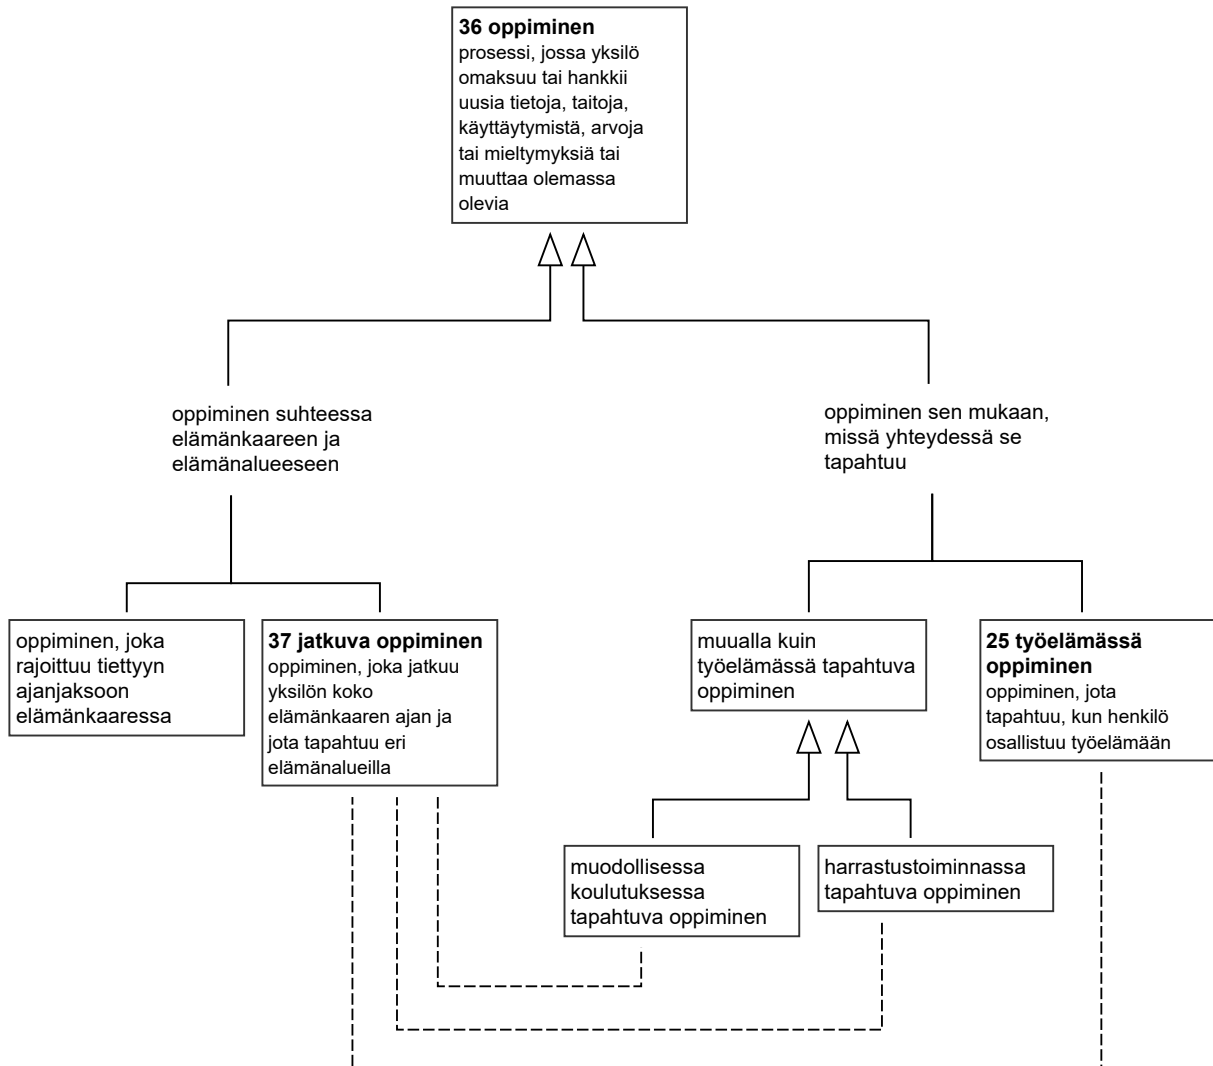 36 oppiminen
prosessi, jossa yksilö
omaksuu tai hankkii
uusia tietoja, taitoja,
käyttäytymistä, arvoja
tai mieltymyksiä tai
muuttaa olemassa
olevia
oppiminen suhteessa
elämänkaareen ja
elämänalueeseen
oppiminen sen mukaan,
missä yhteydessä se
tapahtuu
oppiminen, joka
rajoittuu tiettyyn
ajanjaksoon
elämänkaaressa
37 jatkuva oppiminen
oppiminen, joka jatkuu
yksilön koko
elämänkaaren ajan ja
jota tapahtuu eri
elämänalueilla
muualla kuin
työelämässä tapahtuva
oppiminen
25 työelämässä
oppiminen
oppiminen, jota
tapahtuu, kun henkilö
osallistuu työelämään
muodollisessa
koulutuksessa
tapahtuva oppiminen
harrastustoiminnassa
tapahtuva oppiminen